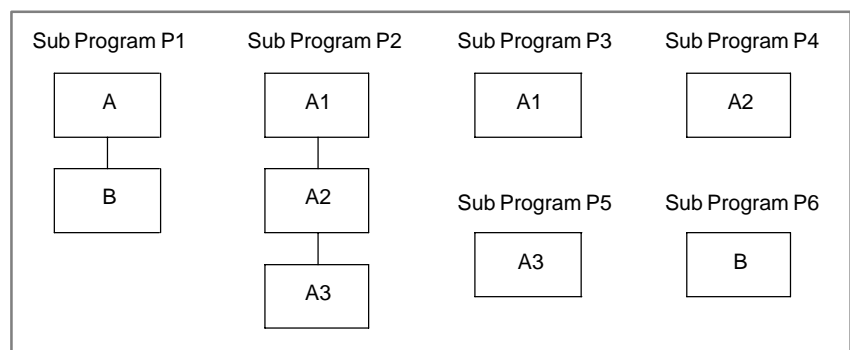 Sub Program P1
Sub Program P2
Sub Program P3
Sub Program P4
A
A1
A1
A2
B
A2
Sub Program P5
Sub Program P6
A3
B
A3